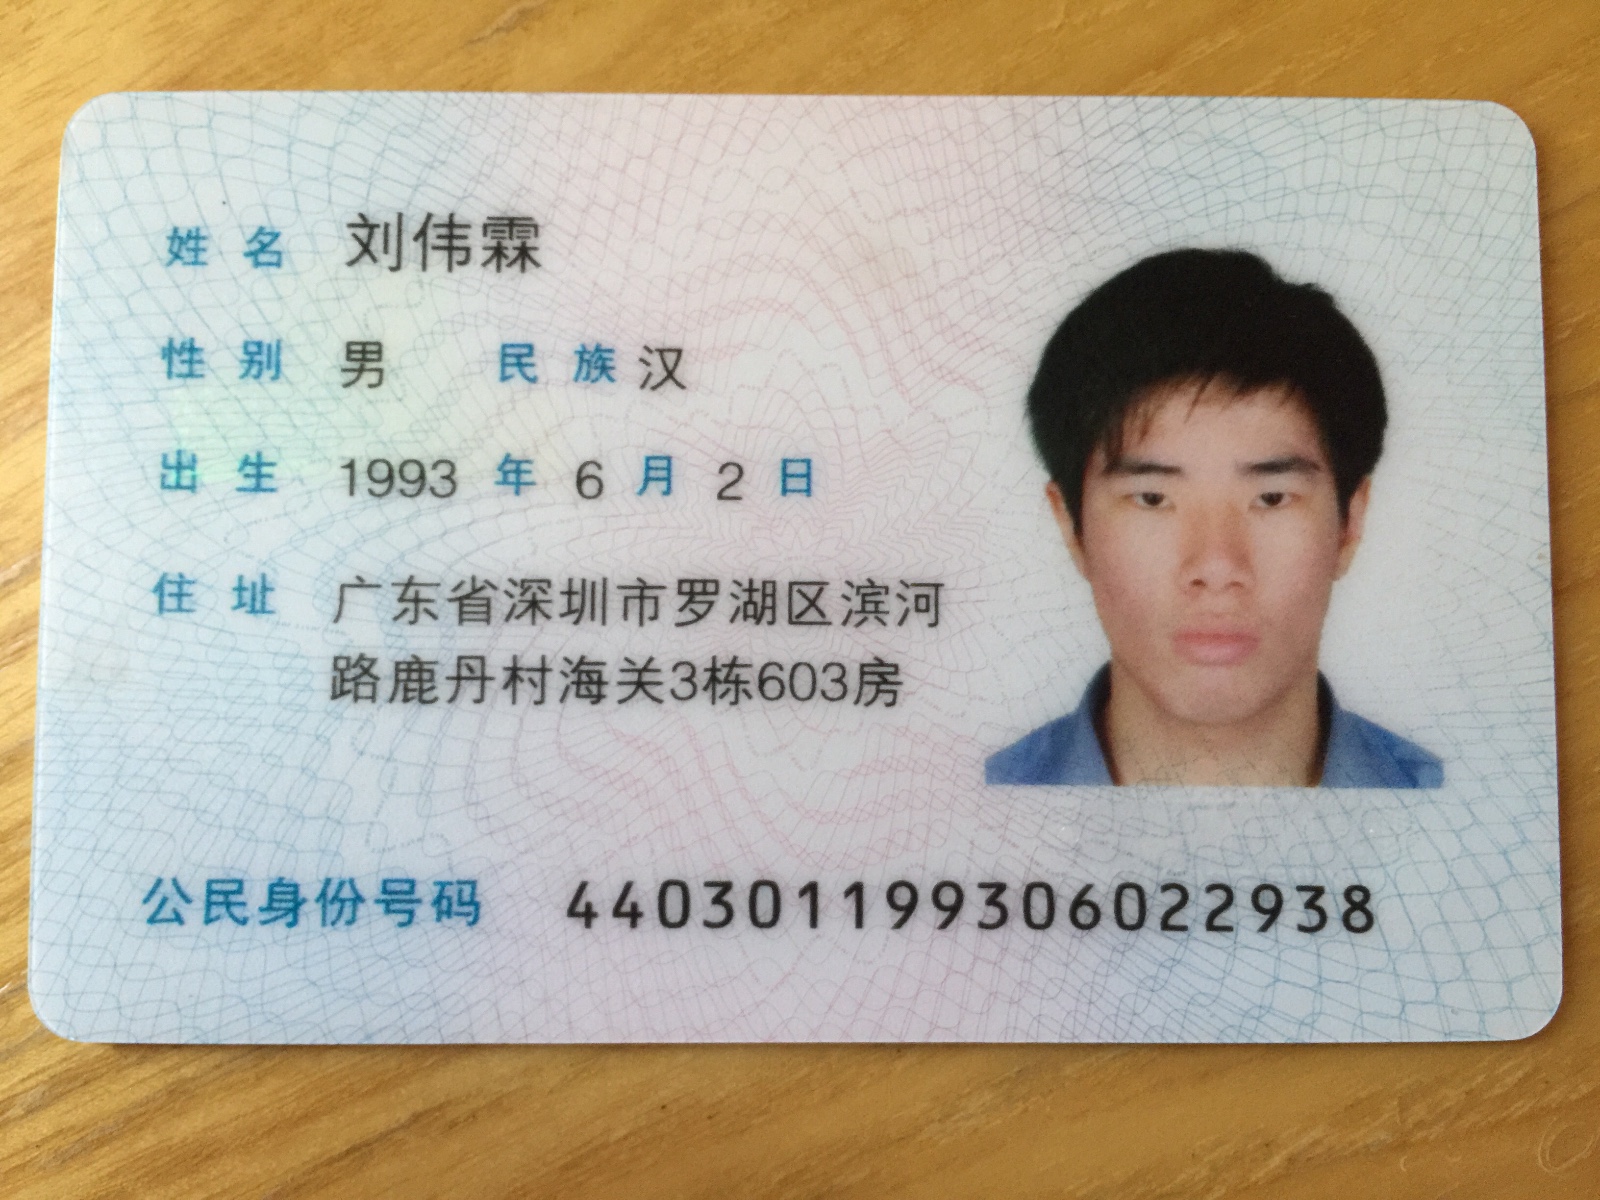 姓名 刘伟霖
性别 男 民族 汉
出生 1993 年 6 月 2 日
住址 广东省深圳市罗湖区滨河
路鹿丹村海关3栋603房
公民身份号码 440301199306022938